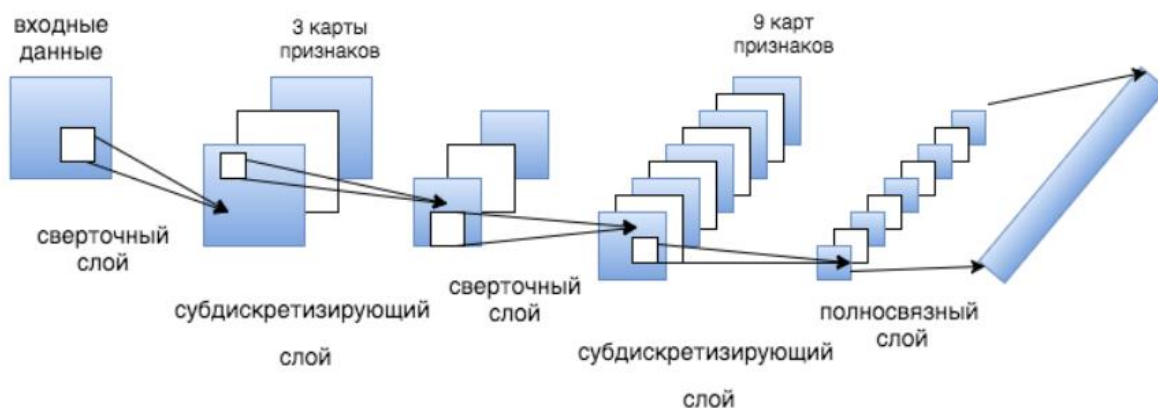 входные
данные
3 карты
признаков
9 карт
признаков
сверточный
слой
субдискретизирующий
слой
сверточный
слой
субдискретизирующий
слой
полносвязный
слой